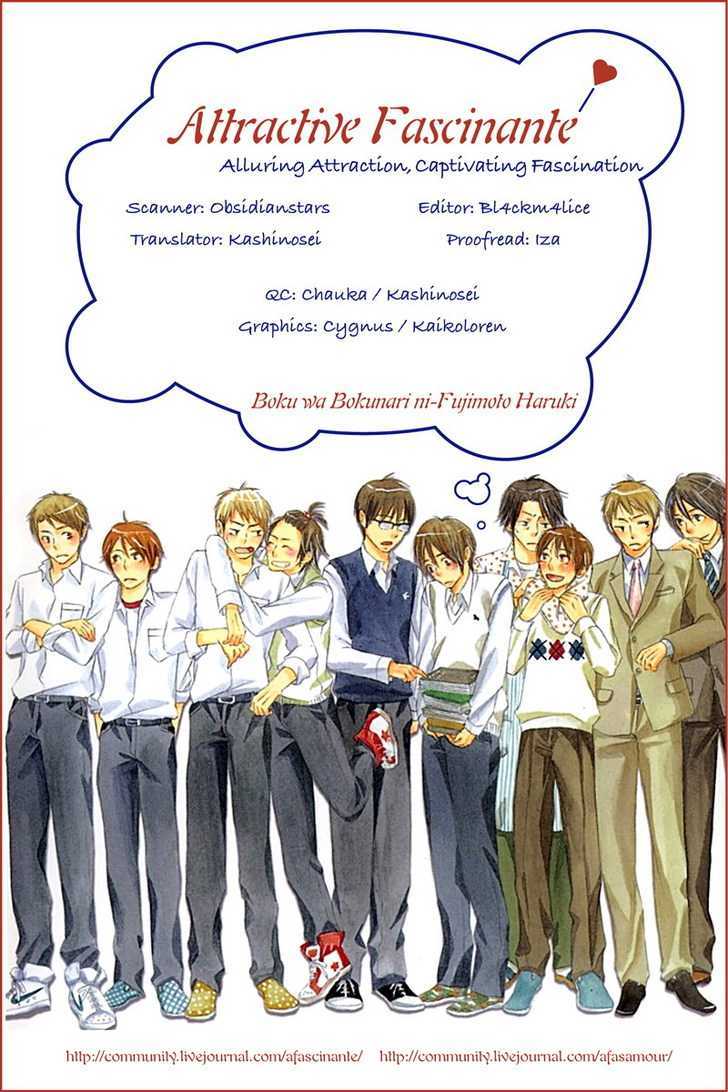 Attractive Fascinante
Alluring Attraction, Captivating Fascination
Scanner: Obsidianstars Editor: Bl4ckm4lice
Translator: Kashinosei Proofread: Iza
QC: Chauka / Kashinosei
Graphics: Cygnus / Kaikoloren
Boku wa Bokunari ni-Fujimoto Haruki
http://community.livejournal.com/afascinante/ http://community.livejournal.com/afasamour/